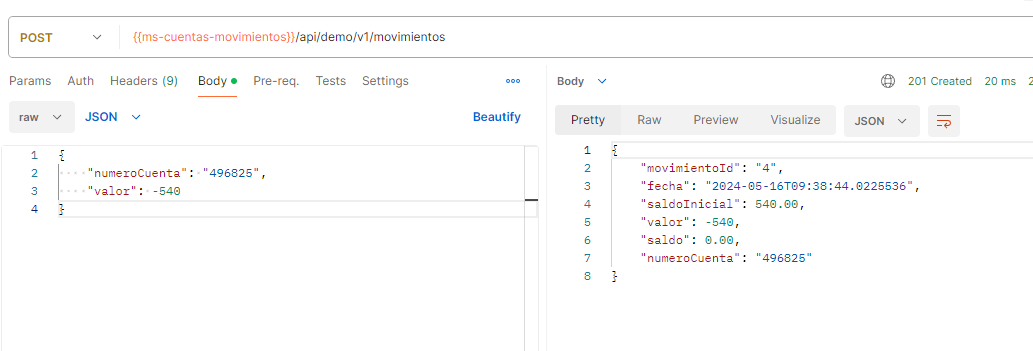 POST {{ms-cuentas-movimientos}}/api/demo/v1/movimientos
Params Auth Headers (9) Body Pre-req. Tests Settings
raw JSON Beautify
1 {
2 "numeroCuenta": "496825",
3 "valor": -540
4 }
Body 201 Created 20 ms
Pretty Raw Preview Visualize JSON
1 {
2 "movimientoId": "4",
3 "fecha": "2024-05-16T09:38:44.0225536",
4 "saldoInicial": 540.00,
5 "valor": -540,
6 "saldo": 0.00,
7 "numeroCuenta": "496825"
8 }